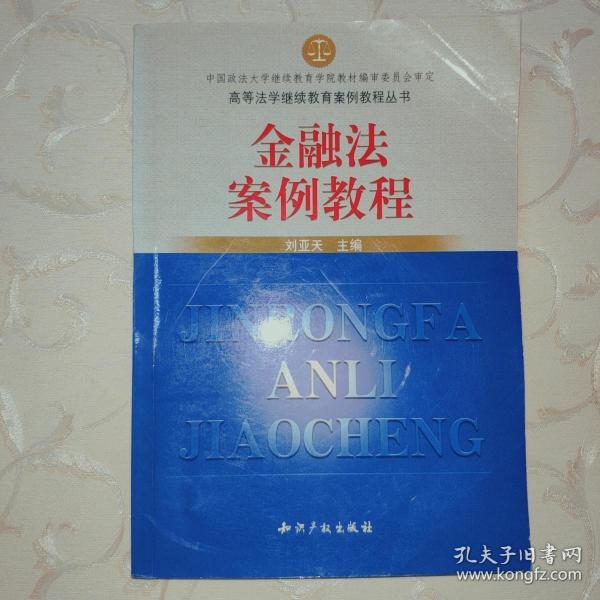 中国政法大学继续教育学院教材编审委员会审定
高等法学继续教育案例教程丛书
金融法
案例教程
刘亚天 主编
JINRONGFA
ANLI
JIAOCHENG
知识产权出版社
孔夫子旧书网
www.kongfz.com